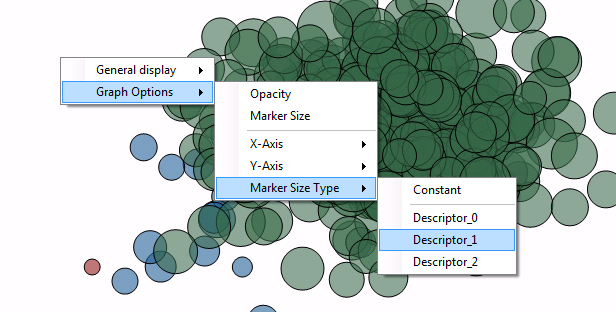 General display
Graph Options
Opacity
Marker Size
X-Axis
Y-Axis
Marker Size Type
Constant
Descriptor_0
Descriptor_1
Descriptor_2